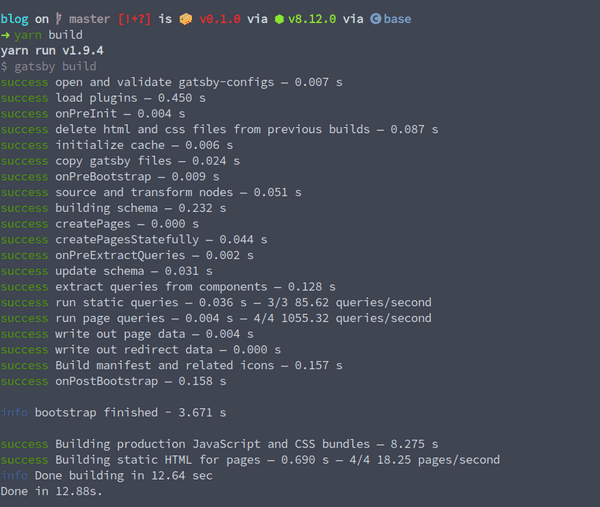 blog on master [!+?] is 📦 v0.1.0 via ⬢ v8.12.0 via C base
➜ yarn build
yarn run v1.9.4
$ gatsby build
success open and validate gatsby-configs — 0.007 s
success load plugins — 0.450 s
success onPreInit — 0.004 s
success delete html and css files from previous builds — 0.087 s
success initialize cache — 0.006 s
success copy gatsby files — 0.024 s
success onPreBootstrap — 0.009 s
success source and transform nodes — 0.051 s
success building schema — 0.232 s
success createPages — 0.000 s
success createPagesStatefully — 0.044 s
success onPreExtractQueries — 0.002 s
success update schema — 0.031 s
success extract queries from components — 0.128 s
success run static queries — 0.036 s — 3/3 85.62 queries/second
success run page queries — 0.004 s — 4/4 1055.32 queries/second
success write out page data — 0.004 s
success write out redirect data — 0.000 s
success Build manifest and related icons — 0.157 s
success onPostBootstrap — 0.158 s
info bootstrap finished - 3.671 s
success Building production JavaScript and CSS bundles — 8.275 s
success Building static HTML for pages — 0.690 s — 4/4 18.25 pages/second
info Done building in 12.64 sec
Done in 12.88s.